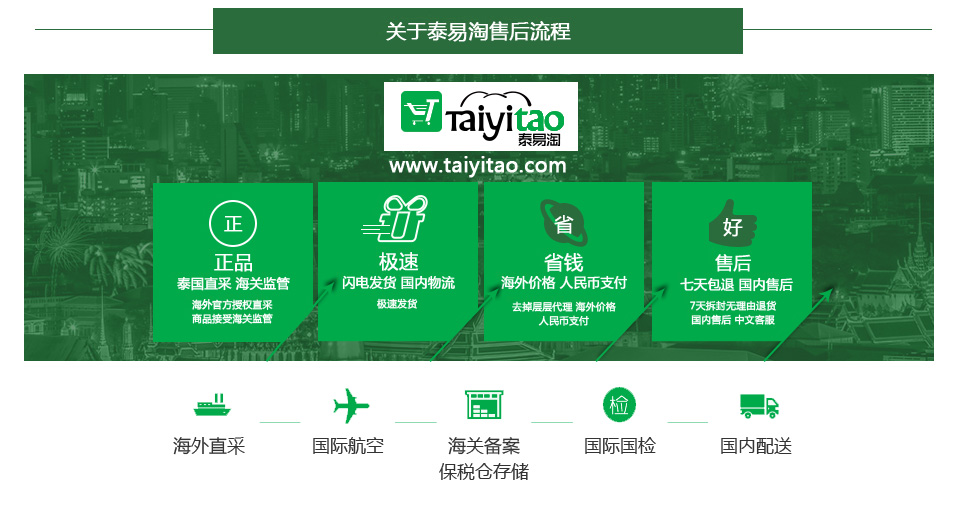 关于泰易淘售后流程
Taiyitao
泰易淘
www.taiyitao.com
正
正品
泰国直采 海关监管
海外官方授权直采
商品接受海关监管
极速
闪电发货 国内物流
极速发货
省
省钱
海外价格 人民币支付
去掉层层代理 海外价格
人民币支付
好
售后
七天包退 国内售后
7天拆封无理由退货
国内售后 中文客服
海外直采
国际航空
海关备案
保税仓存储
检
国际国检
国内配送